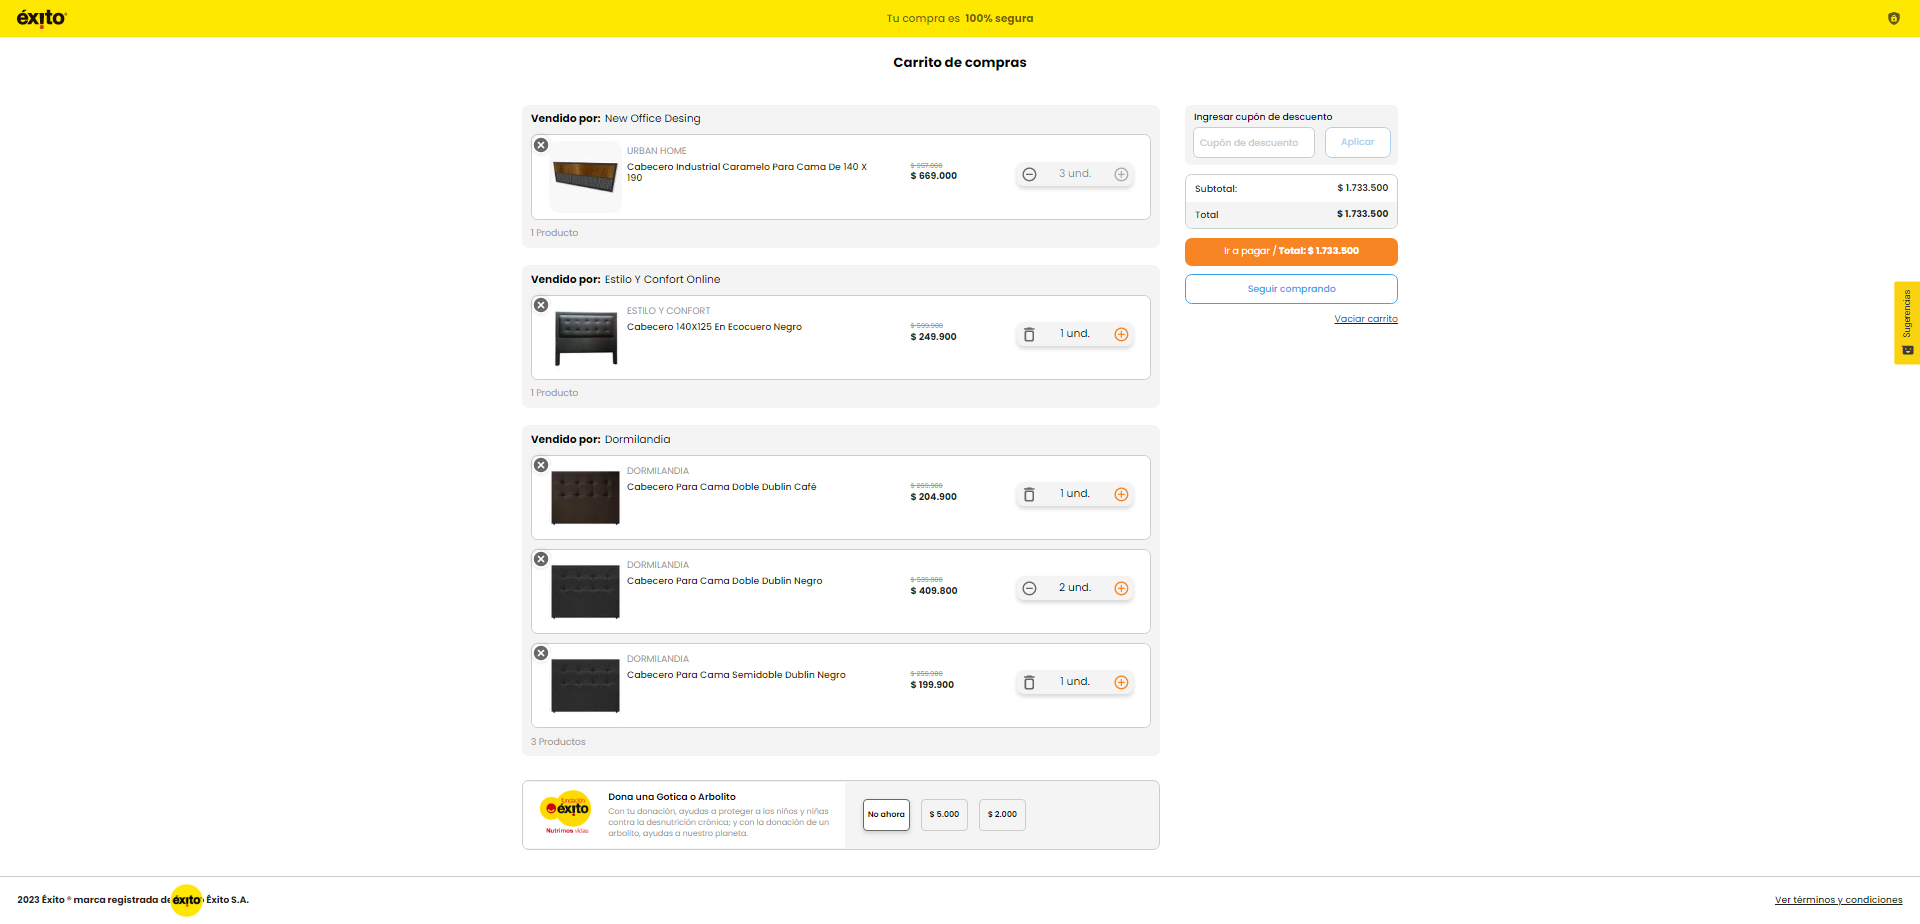 éxito
Tu compra es 100% segura
Carrito de compras
Vendido por: New Office Desing
URBAN HOME
Cabecero Industrial Caramelo Para Cama De 140 X
190
$ 957.000
$ 669.000
3 und.
1 Producto
Vendido por: Estilo Y Confort Online
ESTILO Y CONFORT
Cabecero 140X125 En Ecocuero Negro
$ 599.900
$ 249.900
1 und.
1 Producto
Vendido por: Dormilandia
DORMILANDIA
Cabecero Para Cama Doble Dublin Café
$ 204.900
1 und.
DORMILANDIA
Cabecero Para Cama Doble Dublin Negro
$ 409.800
2 und.
DORMILANDIA
Cabecero Para Cama Semidoble Dublin Negro
$ 199.900
1 und.
3 Productos
fundación
éxito
Nutrimos vidas
Dona una Gotica o Arbolito
Con tu donación, ayudas a proteger a los niños y niñas
contra la desnutrición crónica; y con la donación de un
arbolito, ayudas a nuestro planeta.
No ahora
$ 5.000
$ 2.000
Ingresar cupón de descuento
Cupón de descuento
Aplicar
Subtotal: $ 1.733.500
Total $ 1.733.500
Ir a pagar / Total: $ 1.733.500
Seguir comprando
Vaciar carrito
Sugerencias
2023 Éxito ® marca registrada de éxito Éxito S.A.
Ver términos y condiciones